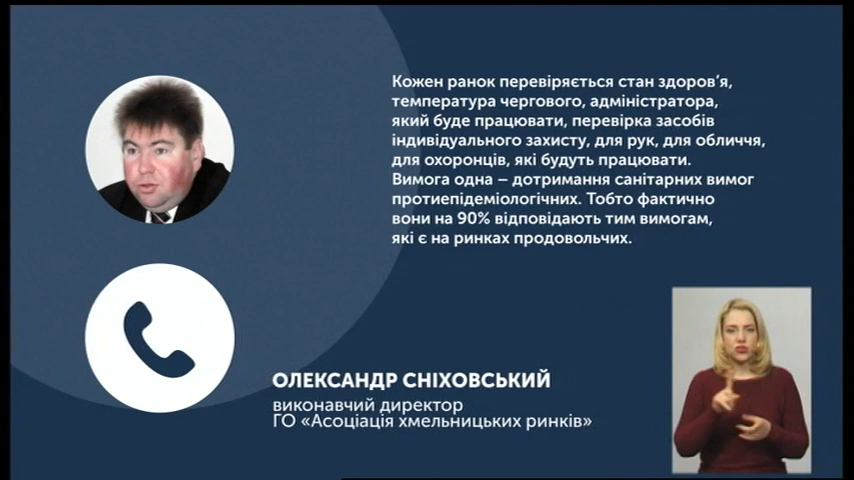 Кожен ранок перевіряється стан здоров’я,
температура чергового, адміністратора,
який буде працювати, перевірка засобів
індивідуального захисту, для рук, для обличчя,
для охоронців, які будуть працювати.
Вимога одна – дотримання санітарних вимог
протиепідеміологічних. Тобто фактично
вони на 90% відповідають тим вимогам,
які є на ринках продовольчих.
ОЛЕКСАНДР СНІХОВСЬКИЙ
виконавчий директор
ГО «Асоціація хмельницьких ринків»